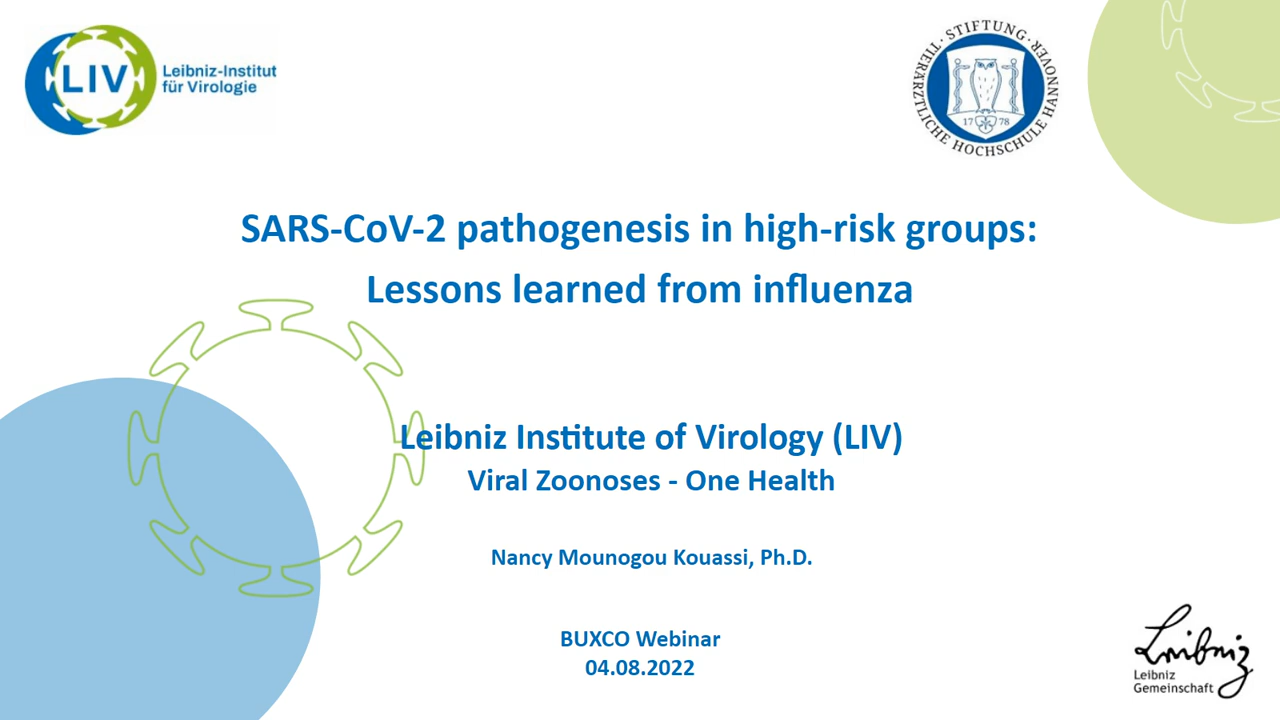 LIV
Leibniz-Institut
für Virologie
STIFTUNG · TIERÄRZTLICHE HOCHSCHULE HANNOVER ·
1778
SARS-CoV-2 pathogenesis in high-risk groups:
Lessons learned from influenza
Leibniz Institute of Virology (LIV)
Viral Zoonoses - One Health
Nancy Mounogou Kouassi, Ph.D.
BUXCO Webinar
04.08.2022
Leibniz
Leibniz
Gemeinschaft